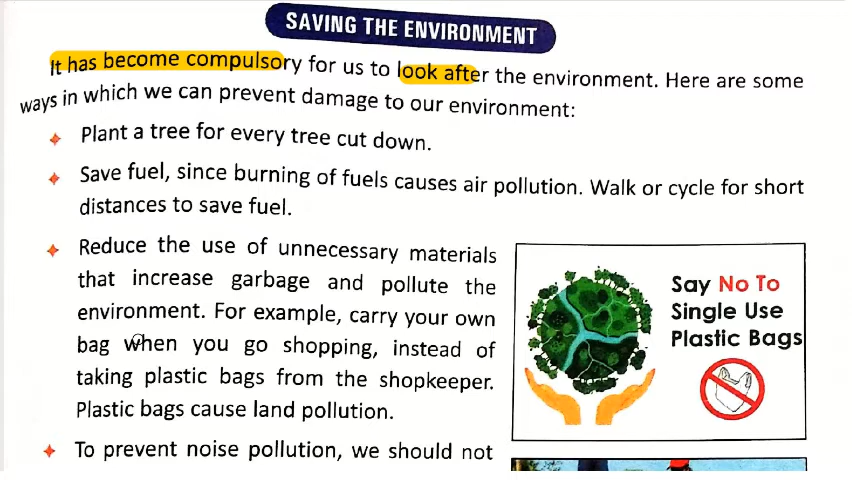 SAVING THE ENVIRONMENT
It has become compulsory for us to look after the environment. Here are some
ways in which we can prevent damage to our environment:
Plant a tree for every tree cut down.
Save fuel, since burning of fuels causes air pollution. Walk or cycle for short
distances to save fuel.
Reduce the use of unnecessary materials
that increase garbage and pollute the
environment. For example, carry your own
bag when you go shopping, instead of
taking plastic bags from the shopkeeper.
Plastic bags cause land pollution.
To prevent noise pollution, we should not
Say No To
Single Use
Plastic Bags